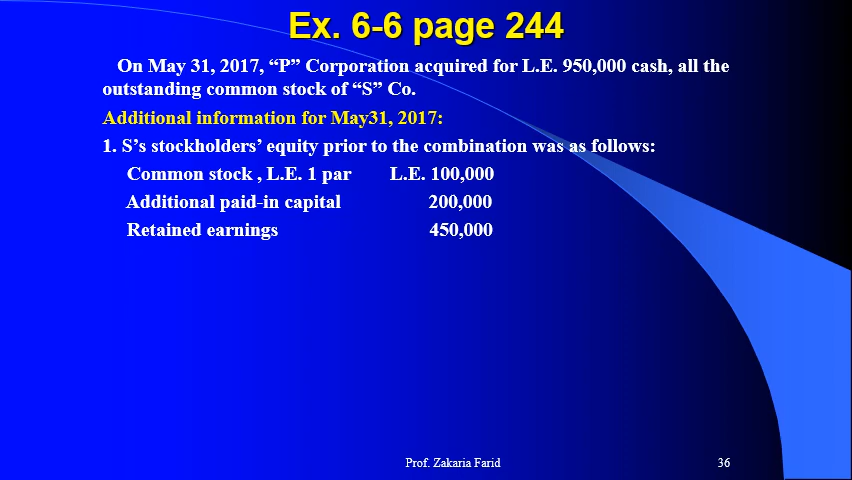 Ex. 6-6 page 244
On May 31, 2017, “P” Corporation acquired for L.E. 950,000 cash, all the
outstanding common stock of “S” Co.
Additional information for May31, 2017:
1. S’s stockholders’ equity prior to the combination was as follows:
Common stock , L.E. 1 par L.E. 100,000
Additional paid-in capital 200,000
Retained earnings 450,000
Prof. Zakaria Farid 36